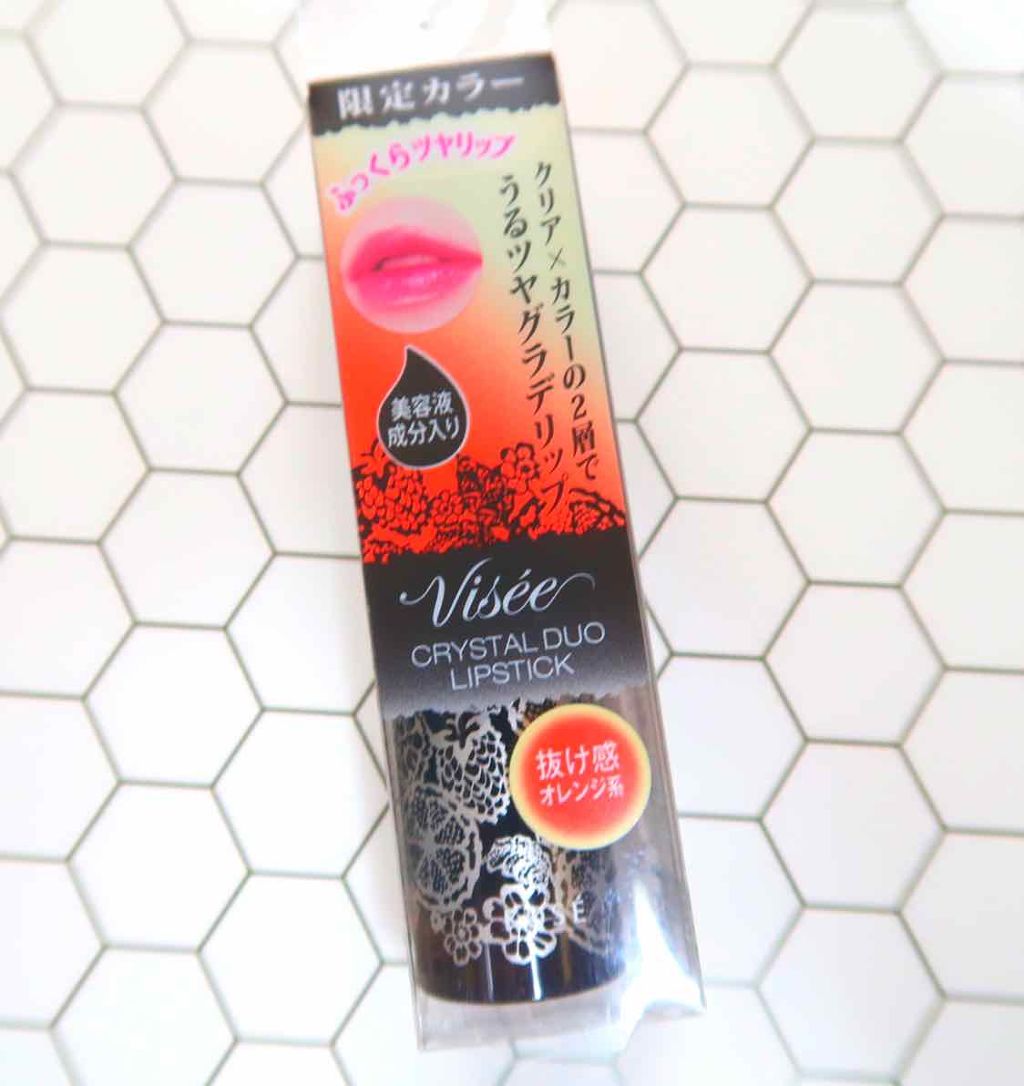 限定カラー
ふっくらツヤリップ
クリア×カラーの2層で
うるツヤグラデリップ
美容液
成分入り
Visée
CRYSTAL DUO
LIPSTICK
抜け感
オレンジ系